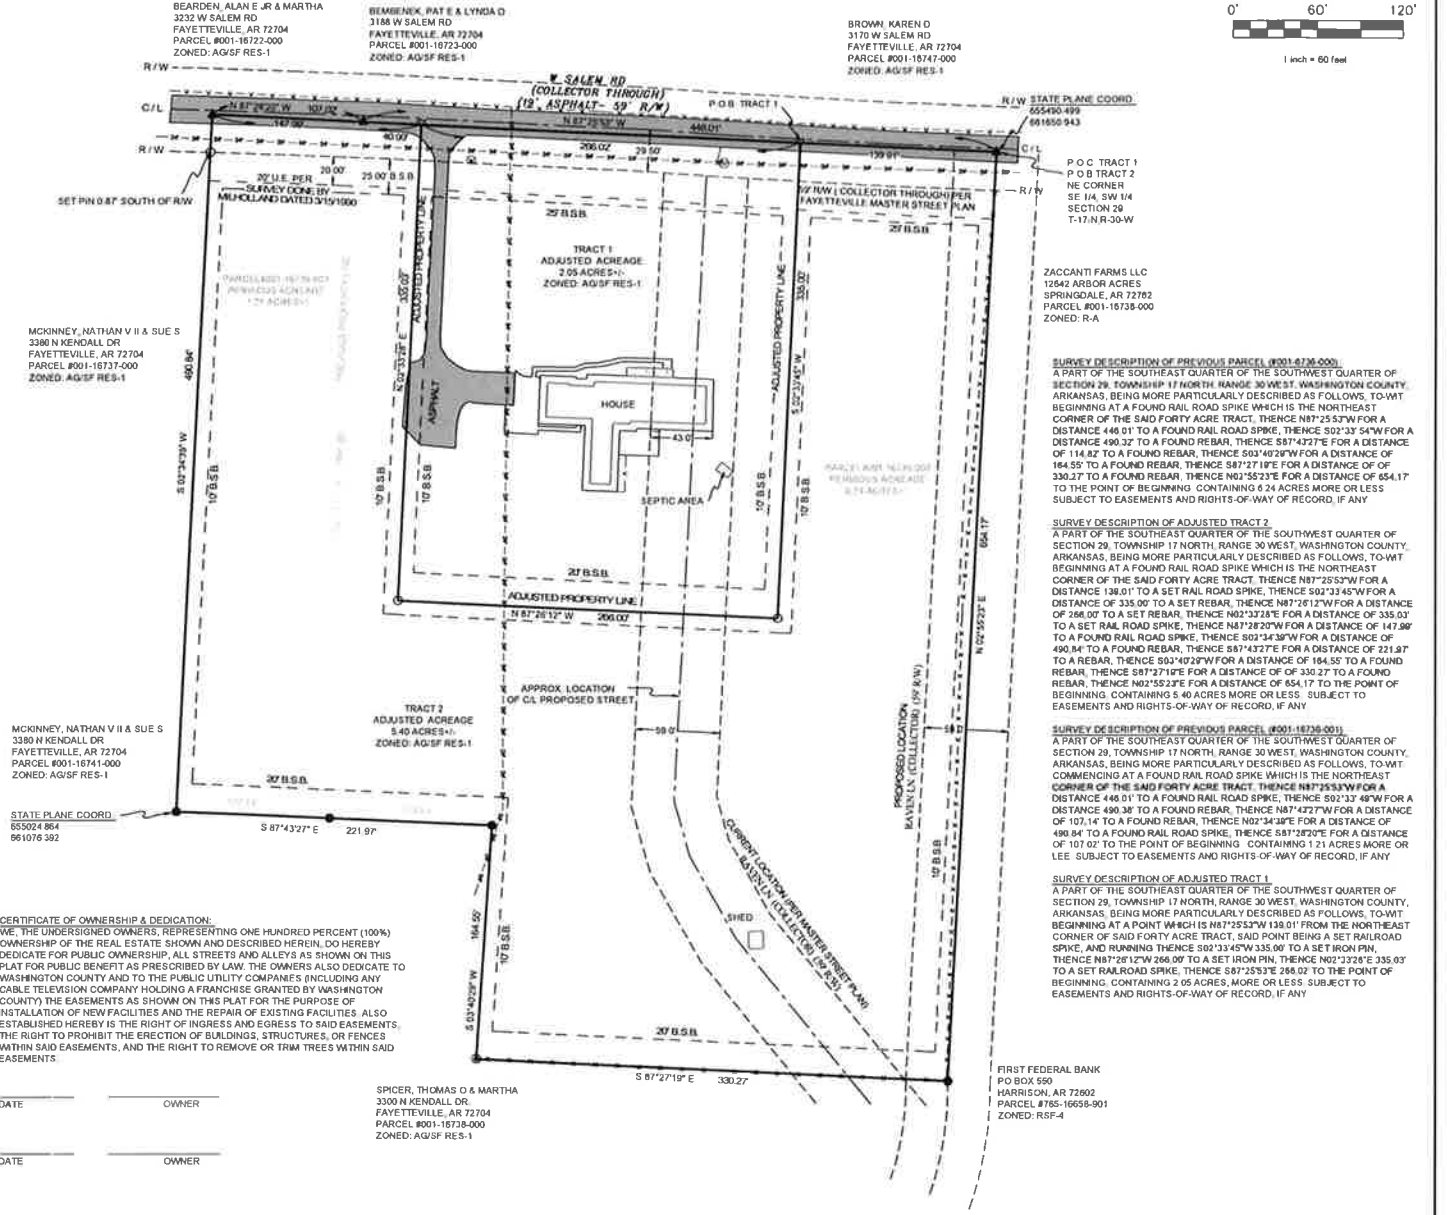 BEARDEN, ALAN E JR & MARTHA
3232 W SALEM RD
FAYETTEVILLE, AR 72704
PARCEL #001-16722-000
ZONED: AG/SF RES-1
BEMBENEK, PAT E & LYNDA D
3188 W SALEM RD
FAYETTEVILLE, AR 72704
PARCEL #001-16723-000
ZONED: AG/SF RES-1
BROWN, KAREN D
3170 W SALEM RD
FAYETTEVILLE, AR 72704
PARCEL #001-16747-000
ZONED: AG/SF RES-1
0' 60' 120'
1 inch = 60 feet
R/W
W SALEM RD
(COLLECTOR THROUGH)
(19' ASPHALT- 59' R/W)
P O B TRACT 1
R/W
STATE PLANE COORD
655490.499
661650.943
C/L
N 87°28'20" W 107.02'
147.99'
40.00'
N 87°25'53" W
446.01'
266.02'
29.50'
139.91'
C/L
R/W
R/W
P O C TRACT 1
P O B TRACT 2
NE CORNER
SE 1/4, SW 1/4
SECTION 29
T-17-N,R-30-W
20' U.E. PER
SURVEY DONE BY
MILHOLLAND DATED 3/15/1990
20.00'
25.00' B.S.B.
SET PIN 0.87' SOUTH OF R/W
25' B.S.B.
59' R/W ( COLLECTOR THROUGH) PER
FAYETTEVILLE MASTER STREET PLAN
25' B.S.B.
TRACT 1
ADJUSTED ACREAGE
2.05 ACRES+/-
ZONED: AG/SF RES-1
ZACCANTI FARMS LLC
12642 ARBOR ACRES
SPRINGDALE, AR 72762
PARCEL #001-16736-000
ZONED: R-A
MCKINNEY, NATHAN V II & SUE S
3380 N KENDALL DR
FAYETTEVILLE, AR 72704
PARCEL #001-16737-000
ZONED: AG/SF RES-1
490.84'
S 02°34'39" W
10' B.S.B.
ADJUSTED PROPERTY LINE
335.03'
N 02°33'28" E
ASPHALT
HOUSE
43.0'
SEPTIC AREA
ADJUSTED PROPERTY LINE
335.00'
S 02°33'45" W
10' B.S.B.
10' B.S.B.
10' B.S.B.
10' B.S.B.
20' B.S.B.
ADJUSTED PROPERTY LINE
N 87°26'12" W 266.00'
654.17'
N 02°55'23" E
APPROX. LOCATION
OF C/L PROPOSED STREET
59.0'
PROPOSED LOCATION
RAVEN LN. (COLLECTOR) (59' R/W)
TRACT 2
ADJUSTED ACREAGE
5.40 ACRES+/-
ZONED: AG/SF RES-1
MCKINNEY, NATHAN V II & SUE S
3380 N KENDALL DR
FAYETTEVILLE, AR 72704
PARCEL #001-16741-000
ZONED: AG/SF RES-1
STATE PLANE COORD
655024.864
661076.392
20' B.S.B.
S 87°43'27" E 221.97'
164.55'
S 03°40'29" W
10' B.S.B.
CURRENT LOCATION (PER MASTER STREET PLAN)
RAVEN LN. (COLLECTOR) (59' R/W)
SHED
10' B.S.B.
20' B.S.B.
S 87°27'19" E 330.27'
SURVEY DESCRIPTION OF PREVIOUS PARCEL (#001-6736-000)
A PART OF THE SOUTHEAST QUARTER OF THE SOUTHWEST QUARTER OF
SECTION 29, TOWNSHIP 17 NORTH, RANGE 30 WEST, WASHINGTON COUNTY,
ARKANSAS, BEING MORE PARTICULARLY DESCRIBED AS FOLLOWS, TO-WIT
BEGINNING AT A FOUND RAIL ROAD SPIKE WHICH IS THE NORTHEAST
CORNER OF THE SAID FORTY ACRE TRACT, THENCE N87°25'53"W FOR A
DISTANCE 446.01' TO A FOUND RAIL ROAD SPIKE, THENCE S02°33'54"W FOR A
DISTANCE 490.32' TO A FOUND REBAR, THENCE S87°43'27"E FOR A DISTANCE
OF 114.82' TO A FOUND REBAR, THENCE S03°40'29"W FOR A DISTANCE OF
164.55' TO A FOUND REBAR, THENCE S87°27'19"E FOR A DISTANCE OF OF
330.27' TO A FOUND REBAR, THENCE N02°55'23"E FOR A DISTANCE OF 654.17'
TO THE POINT OF BEGINNING CONTAINING 6.24 ACRES MORE OR LESS
SUBJECT TO EASEMENTS AND RIGHTS-OF-WAY OF RECORD, IF ANY
SURVEY DESCRIPTION OF ADJUSTED TRACT 2
A PART OF THE SOUTHEAST QUARTER OF THE SOUTHWEST QUARTER OF
SECTION 29, TOWNSHIP 17 NORTH, RANGE 30 WEST, WASHINGTON COUNTY,
ARKANSAS, BEING MORE PARTICULARLY DESCRIBED AS FOLLOWS, TO-WIT
BEGINNING AT A FOUND RAIL ROAD SPIKE WHICH IS THE NORTHEAST
CORNER OF THE SAID FORTY ACRE TRACT, THENCE N87°25'53"W FOR A
DISTANCE 139.01' TO A SET RAIL ROAD SPIKE, THENCE S02°33'45"W FOR A
DISTANCE OF 335.00' TO A SET REBAR, THENCE N87°26'12"W FOR A DISTANCE
OF 266.00' TO A SET REBAR, THENCE N02°33'28"E FOR A DISTANCE OF 335.03'
TO A SET RAIL ROAD SPIKE, THENCE N87°28'20"W FOR A DISTANCE OF 147.99'
TO A FOUND RAIL ROAD SPIKE, THENCE S02°34'39"W FOR A DISTANCE OF
490.84' TO A FOUND REBAR, THENCE S87°43'27"E FOR A DISTANCE OF 221.97'
TO A REBAR, THENCE S03°40'29"W FOR A DISTANCE OF 164.55' TO A FOUND
REBAR, THENCE S87°27'19"E FOR A DISTANCE OF OF 330.27' TO A FOUND
REBAR, THENCE N02°55'23"E FOR A DISTANCE OF 654.17' TO THE POINT OF
BEGINNING, CONTAINING 5.40 ACRES MORE OR LESS SUBJECT TO
EASEMENTS AND RIGHTS-OF-WAY OF RECORD, IF ANY
SURVEY DESCRIPTION OF PREVIOUS PARCEL (#001-16736-001)
A PART OF THE SOUTHEAST QUARTER OF THE SOUTHWEST QUARTER OF
SECTION 29, TOWNSHIP 17 NORTH, RANGE 30 WEST, WASHINGTON COUNTY,
ARKANSAS, BEING MORE PARTICULARLY DESCRIBED AS FOLLOWS, TO-WIT
COMMENCING AT A FOUND RAIL ROAD SPIKE WHICH IS THE NORTHEAST
CORNER OF THE SAID FORTY ACRE TRACT, THENCE N87°25'53"W FOR A
DISTANCE 446.01' TO A FOUND RAIL ROAD SPIKE, THENCE S02°33'49"W FOR A
DISTANCE 490.38' TO A FOUND REBAR, THENCE N87°43'27"W FOR A DISTANCE
OF 107.14' TO A FOUND REBAR, THENCE N02°34'39"E FOR A DISTANCE OF
490.84' TO A FOUND RAIL ROAD SPIKE, THENCE S87°28'20"E FOR A DISTANCE
OF 107.02' TO THE POINT OF BEGINNING CONTAINING 1.21 ACRES MORE OR
LEE SUBJECT TO EASEMENTS AND RIGHTS-OF-WAY OF RECORD, IF ANY
SURVEY DESCRIPTION OF ADJUSTED TRACT 1
A PART OF THE SOUTHEAST QUARTER OF THE SOUTHWEST QUARTER OF
SECTION 29, TOWNSHIP 17 NORTH, RANGE 30 WEST, WASHINGTON COUNTY,
ARKANSAS, BEING MORE PARTICULARLY DESCRIBED AS FOLLOWS, TO-WIT
BEGINNING AT A POINT WHICH IS N87°25'53"W 139.01' FROM THE NORTHEAST
CORNER OF SAID FORTY ACRE TRACT, SAID POINT BEING A SET RAILROAD
SPIKE, AND RUNNING THENCE S02°33'45"W 335.00' TO A SET IRON PIN,
THENCE N87°26'12"W 266.00' TO A SET IRON PIN, THENCE N02°33'28"E 335.03'
TO A SET RAILROAD SPIKE, THENCE S87°25'53"E 266.02' TO THE POINT OF
BEGINNING, CONTAINING 2.05 ACRES, MORE OR LESS. SUBJECT TO
EASEMENTS AND RIGHTS-OF-WAY OF RECORD, IF ANY
CERTIFICATE OF OWNERSHIP & DEDICATION:
WE, THE UNDERSIGNED OWNERS, REPRESENTING ONE HUNDRED PERCENT (100%)
OWNERSHIP OF THE REAL ESTATE SHOWN AND DESCRIBED HEREIN, DO HEREBY
DEDICATE FOR PUBLIC OWNERSHIP, ALL STREETS AND ALLEYS AS SHOWN ON THIS
PLAT FOR PUBLIC BENEFIT AS PRESCRIBED BY LAW. THE OWNERS ALSO DEDICATE TO
WASHINGTON COUNTY AND TO THE PUBLIC UTILITY COMPANIES (INCLUDING ANY
CABLE TELEVISION COMPANY HOLDING A FRANCHISE GRANTED BY WASHINGTON
COUNTY) THE EASEMENTS AS SHOWN ON THIS PLAT FOR THE PURPOSE OF
INSTALLATION OF NEW FACILITIES AND THE REPAIR OF EXISTING FACILITIES. ALSO
ESTABLISHED HEREBY IS THE RIGHT OF INGRESS AND EGRESS TO SAID EASEMENTS,
THE RIGHT TO PROHIBIT THE ERECTION OF BUILDINGS, STRUCTURES, OR FENCES
WITHIN SAID EASEMENTS, AND THE RIGHT TO REMOVE OR TRIM TREES WITHIN SAID
EASEMENTS.
DATE OWNER
DATE OWNER
SPICER, THOMAS O & MARTHA
3300 N KENDALL DR.
FAYETTEVILLE, AR 72704
PARCEL #001-16738-000
ZONED: AG/SF RES-1
FIRST FEDERAL BANK
PO BOX 550
HARRISON, AR 72602
PARCEL #765-16658-901
ZONED: RSF-4